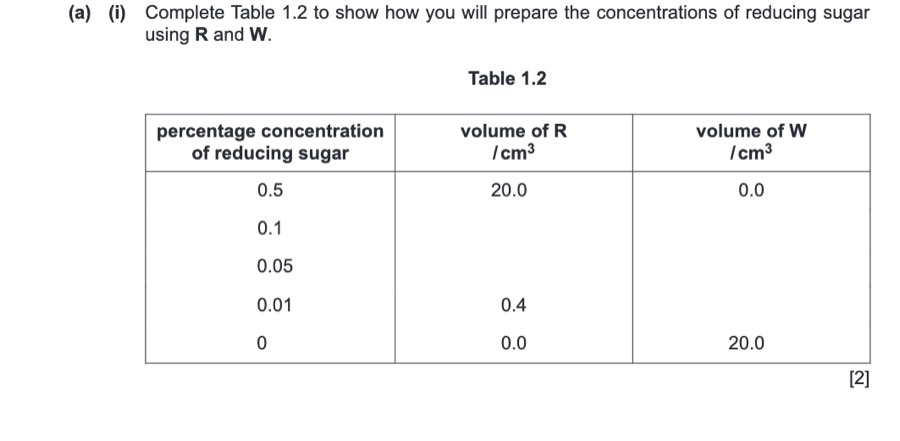 (a) (i) Complete Table 1.2 to show how you will prepare the concentrations of reducing sugar
using R and W.
Table 1.2
percentage concentration of reducing sugar volume of R /cm³ volume of W /cm³
0.5 20.0 0.0
0.1
0.05
0.01 0.4
0 0.0 20.0
[2]